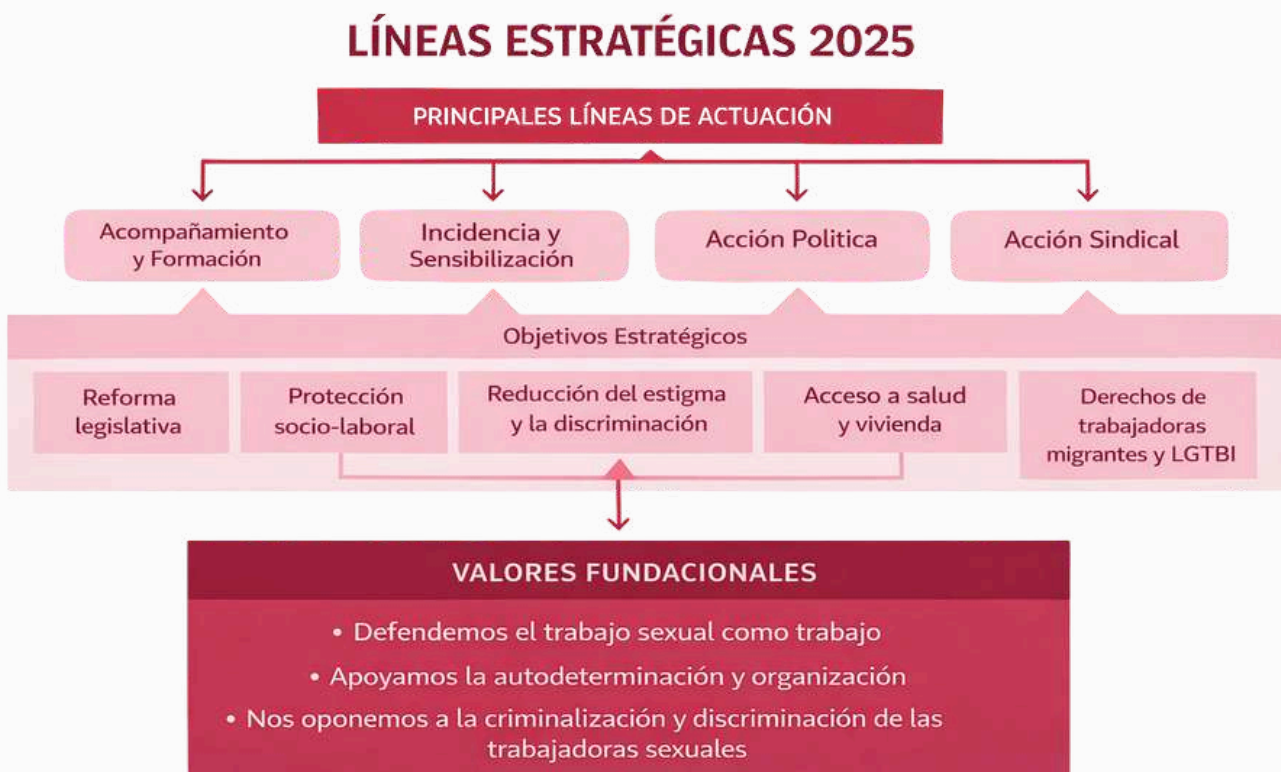 LÍNEAS ESTRATÉGICAS 2025
PRINCIPALES LÍNEAS DE ACTUACIÓN
Acompañamiento
y Formación
Incidencia y
Sensibilización
Acción Politica
Acción Sindical
Objetivos Estratégicos
Reforma
legislativa
Protección
socio-laboral
Reducción del estigma
y la discriminación
Acceso a salud
y vivienda
Derechos de
trabajadoras
migrantes y LGTBI
VALORES FUNDACIONALES
• Defendemos el trabajo sexual como trabajo
• Apoyamos la autodeterminación y organización
• Nos oponemos a la criminalización y discriminación de las
trabajadoras sexuales